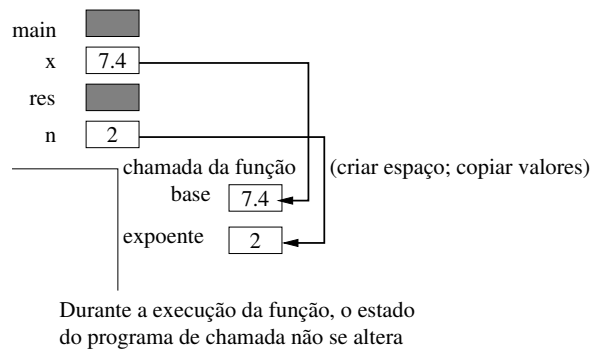 main
x 7.4
res
n 2
chamada da função (criar espaço; copiar valores)
base 7.4
expoente 2
Durante a execução da função, o estado
do programa de chamada não se altera